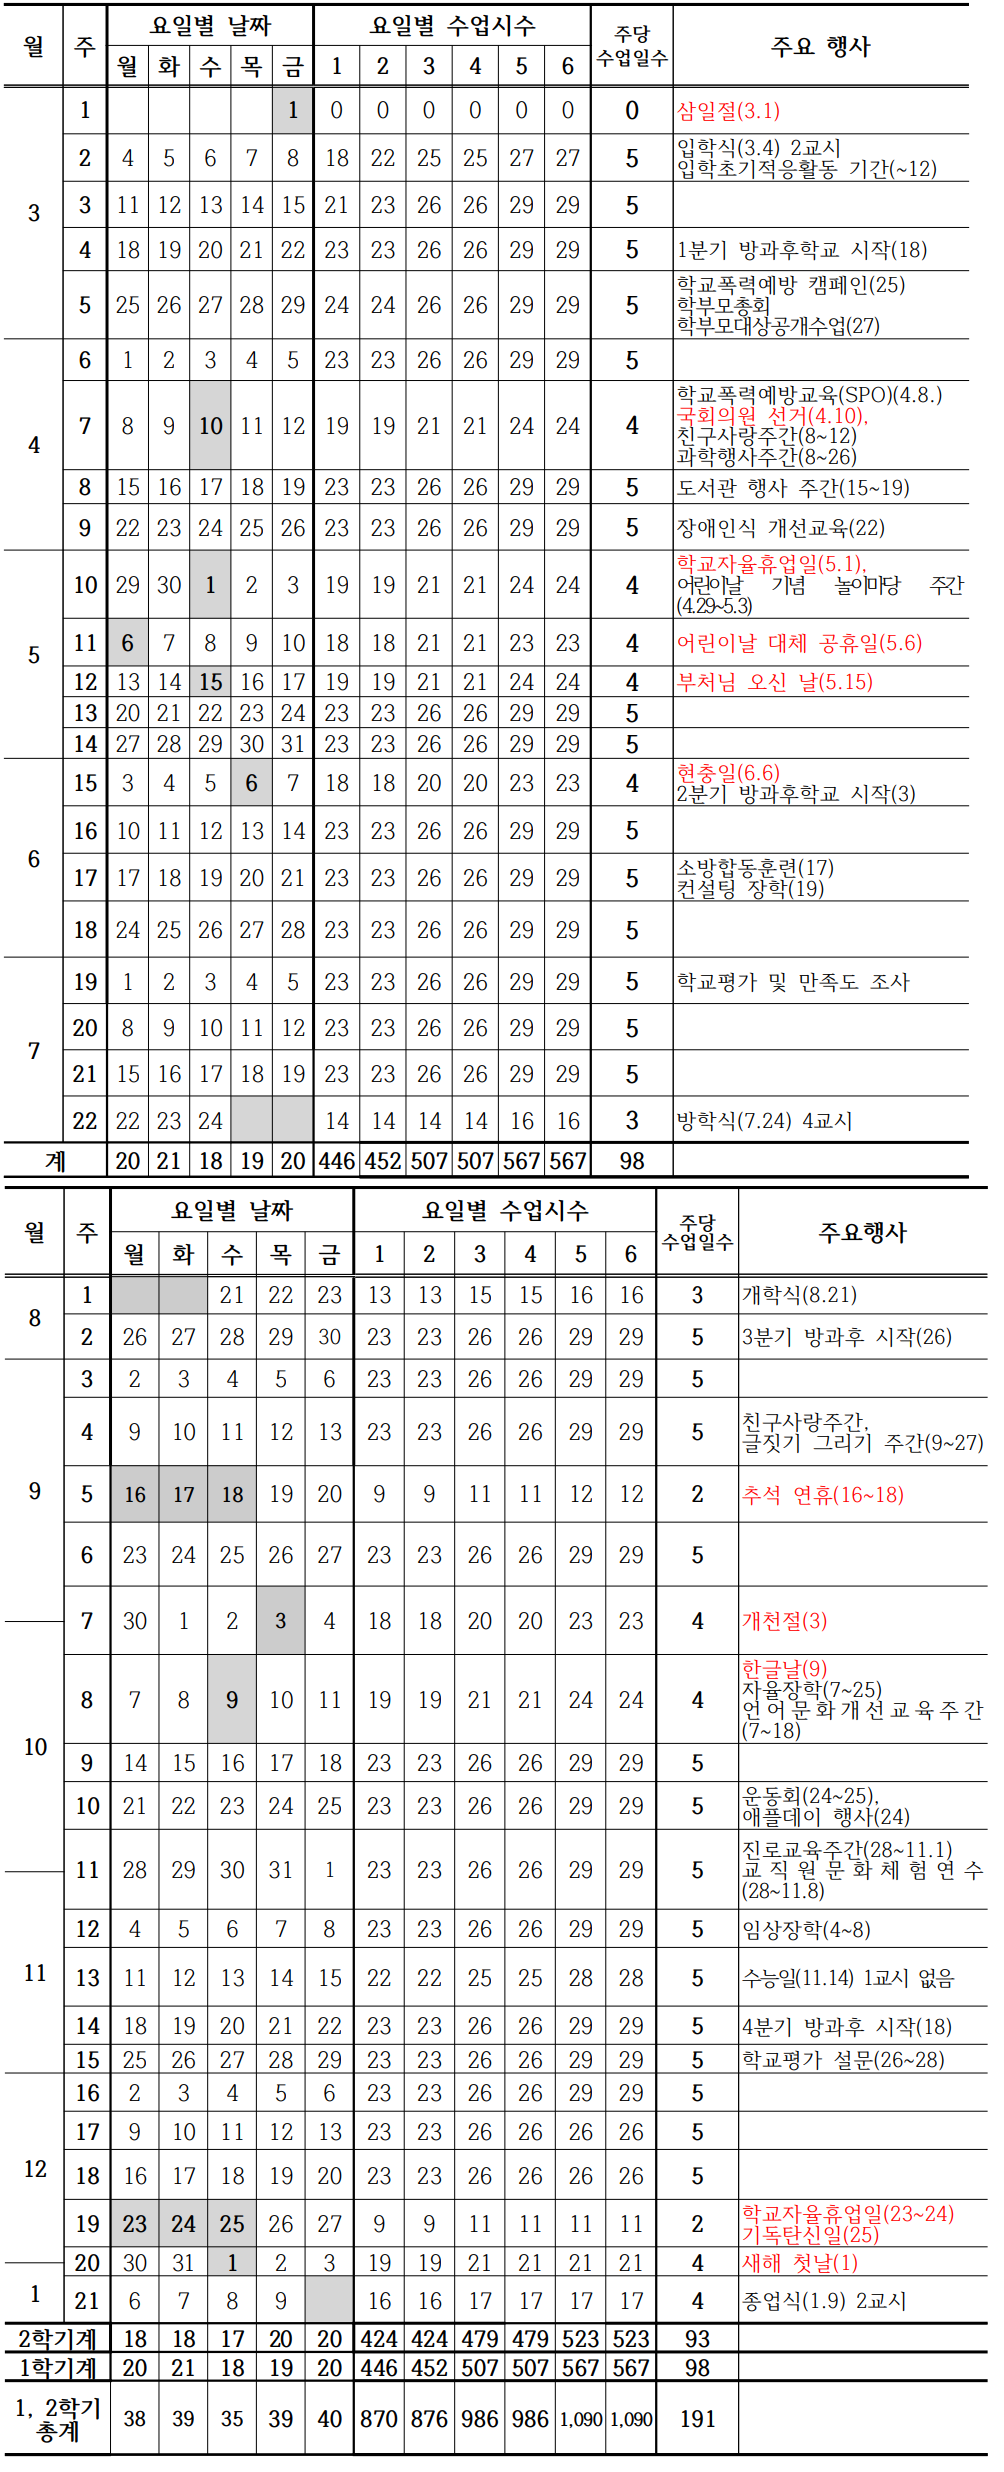 월 주 요일별 날짜 요일별 수업시수 주당 수업일수 주요 행사
월 화 수 목 금 1 2 3 4 5 6
3
1 1 0 0 0 0 0 0 0 삼일절(3.1)
2 4 5 6 7 8 18 22 25 25 27 27 5 입학식(3.4) 2교시
입학초기적응활동 기간(~12)
3 11 12 13 14 15 21 23 26 26 29 29 5
4 18 19 20 21 22 23 23 26 26 29 29 5 1분기 방과후학교 시작(18)
5 25 26 27 28 29 24 24 26 26 29 29 5 학교폭력예방 캠페인(25)
학부모총회
학부모대상공개수업(27)
4
6 1 2 3 4 5 23 23 26 26 29 29 5
7 8 9 10 11 12 19 19 21 21 24 24 4 학교폭력예방교육(SPO)(4.8.)
국회의원 선거(4.10),
친구사랑주간(8~12)
과학행사주간(8~26)
8 15 16 17 18 19 23 23 26 26 29 29 5 도서관 행사 주간(15~19)
9 22 23 24 25 26 23 23 26 26 29 29 5 장애인식 개선교육(22)
5
10 29 30 1 2 3 19 19 21 21 24 24 4 학교자율휴업일(5.1),
어린이날 기념 놀이마당 주간
(4.29~5.3)
11 6 7 8 9 10 18 18 21 21 23 23 4 어린이날 대체 공휴일(5.6)
12 13 14 15 16 17 19 19 21 21 24 24 4 부처님 오신 날(5.15)
13 20 21 22 23 24 23 23 26 26 29 29 5
14 27 28 29 30 31 23 23 26 26 29 29 5
6
15 3 4 5 6 7 18 18 20 20 23 23 4 현충일(6.6)
2분기 방과후학교 시작(3)
16 10 11 12 13 14 23 23 26 26 29 29 5
17 17 18 19 20 21 23 23 26 26 29 29 5 소방합동훈련(17)
컨설팅 장학(19)
18 24 25 26 27 28 23 23 26 26 29 29 5
7
19 1 2 3 4 5 23 23 26 26 29 29 5 학교평가 및 만족도 조사
20 8 9 10 11 12 23 23 26 26 29 29 5
21 15 16 17 18 19 23 23 26 26 29 29 5
22 22 23 24 14 14 14 14 16 16 3 방학식(7.24) 4교시
계 20 21 18 19 20 446 452 507 507 567 567 98
월 주 요일별 날짜 요일별 수업시수 주당 수업일수 주요행사
월 화 수 목 금 1 2 3 4 5 6
8
1 21 22 23 13 13 15 15 16 16 3 개학식(8.21)
2 26 27 28 29 30 23 23 26 26 29 29 5 3분기 방과후 시작(26)
9
3 2 3 4 5 6 23 23 26 26 29 29 5
4 9 10 11 12 13 23 23 26 26 29 29 5 친구사랑주간,
글짓기 그리기 주간(9~27)
5 16 17 18 19 20 9 9 11 11 12 12 2 추석 연휴(16~18)
6 23 24 25 26 27 23 23 26 26 29 29 5
7 30 1 2 3 4 18 18 20 20 23 23 4 개천절(3)
10
8 7 8 9 10 11 19 19 21 21 24 24 4 한글날(9)
자율장학(7~25)
언어문화개선교육주간
(7~18)
9 14 15 16 17 18 23 23 26 26 29 29 5
10 21 22 23 24 25 23 23 26 26 29 29 5 운동회(24~25),
애플데이 행사(24)
11 28 29 30 31 1 23 23 26 26 29 29 5 진로교육주간(28~11.1)
교직원문화체험연수
(28~11.8)
11
12 4 5 6 7 8 23 23 26 26 29 29 5 임상장학(4~8)
13 11 12 13 14 15 22 22 25 25 28 28 5 수능일(11.14) 1교시 없음
14 18 19 20 21 22 23 23 26 26 29 29 5 4분기 방과후 시작(18)
15 25 26 27 28 29 23 23 26 26 29 29 5 학교평가 설문(26~28)
12
16 2 3 4 5 6 23 23 26 26 29 29 5
17 9 10 11 12 13 23 23 26 26 26 26 5
18 16 17 18 19 20 23 23 26 26 26 26 5
19 23 24 25 26 27 9 9 11 11 11 11 2 학교자율휴업일(23~24)
기독탄신일(25)
20 30 31 1 2 3 19 19 21 21 21 21 4 새해 첫날(1)
1
21 6 7 8 9 16 16 17 17 17 17 4 종업식(1.9) 2교시
2학기계 18 18 17 20 20 424 424 479 479 523 523 93
1학기계 20 21 18 19 20 446 452 507 507 567 567 98
1, 2학기 총계 38 39 35 39 40 870 876 986 986 1,090 1,090 191